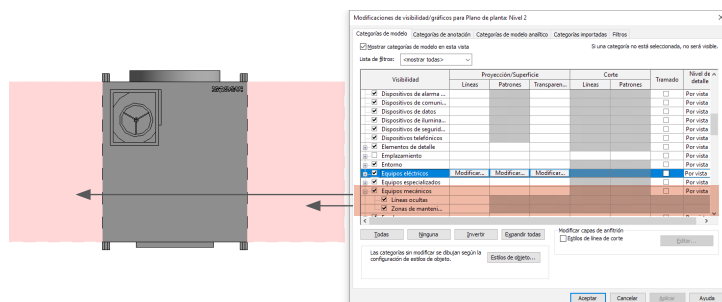 Modificaciones de visibilidad/gráficos para Plano de planta: Nivel 2
Categorías de modelo Categorías de anotación Categorías de modelo analítico Categorías importadas Filtros
Mostrar categorías de modelo en esta vista
Si una categoría no está seleccionada, no será visible.
Lista de filtros: <mostrar todas>
Visibilidad Proyección/Superficie Corte Tramado Nivel de detalle
Líneas Patrones Transparen... Líneas Patrones
Dispositivos de alarma ... Por vista
Dispositivos de comuni... Por vista
Dispositivos de datos Por vista
Dispositivos de ilumina... Por vista
Dispositivos de segurid... Por vista
Dispositivos telefónicos Por vista
Elementos de detalle Por vista
Emplazamiento Por vista
Entorno Por vista
Equipos eléctricos Modificar... Modificar... Modificar... Por vista
Equipos especializados Por vista
Equipos mecánicos Por vista
Líneas ocultas
Zonas de manteni...
Todas Ninguna Invertir Expandir todas
Modificar capas de anfitrión
Estilos de línea de corte
Editar...
Las categorías sin modificar se dibujan según la
configuración de estilos de objeto.
Estilos de objeto...
Aceptar Cancelar Aplicar Ayuda